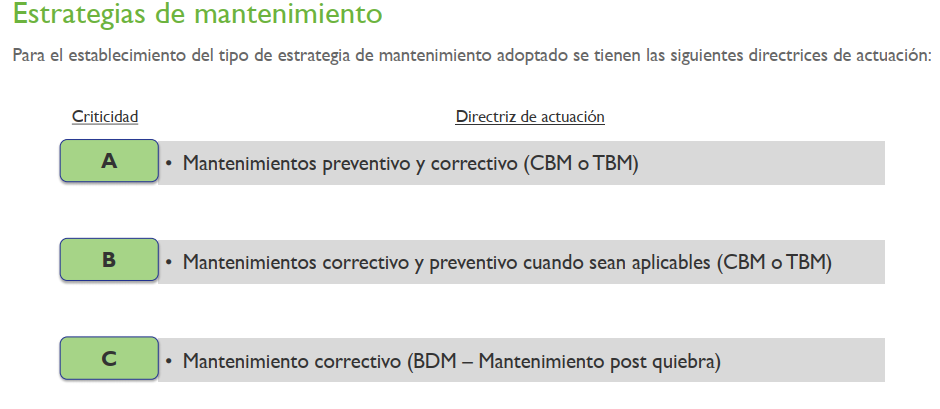 Estrategias de mantenimiento
Para el establecimiento del tipo de estrategia de mantenimiento adoptado se tienen las siguientes directrices de actuación:
Criticidad Directriz de actuación
A • Mantenimientos preventivo y correctivo (CBM o TBM)
B • Mantenimientos correctivo y preventivo cuando sean aplicables (CBM o TBM)
C • Mantenimiento correctivo (BDM – Mantenimiento post quiebra)